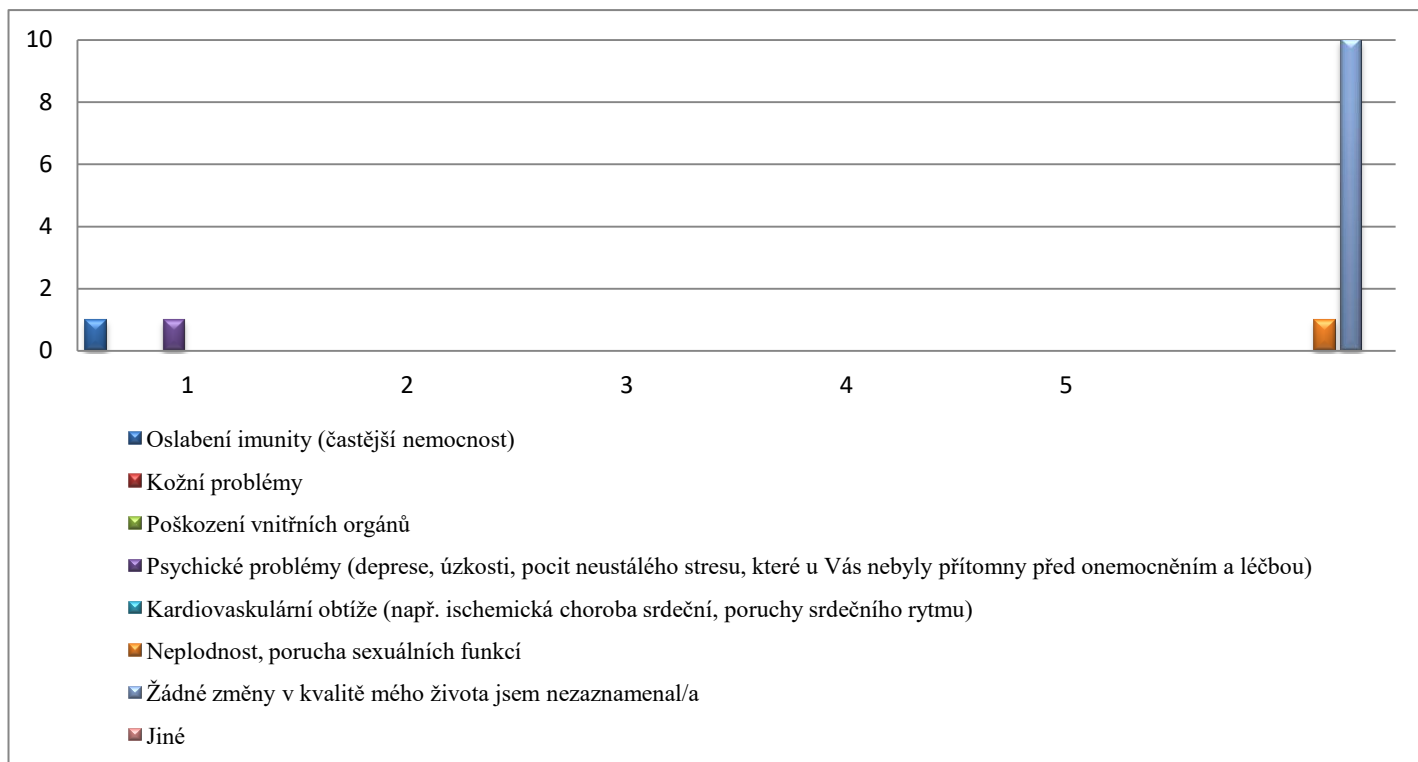 10
8
6
4
2
0
1 2 3 4 5
Oslabení imunity (častější nemocnost)
Kožní problémy
Poškození vnitřních orgánů
Psychické problémy (deprese, úzkosti, pocit neustálého stresu, které u Vás nebyly přítomny před onemocněním a léčbou)
Kardiovaskulární obtíže (např. ischemická choroba srdeční, poruchy srdečního rytmu)
Neplodnost, porucha sexuálních funkcí
Žádné změny v kvalitě mého života jsem nezaznamenal/a
Jiné